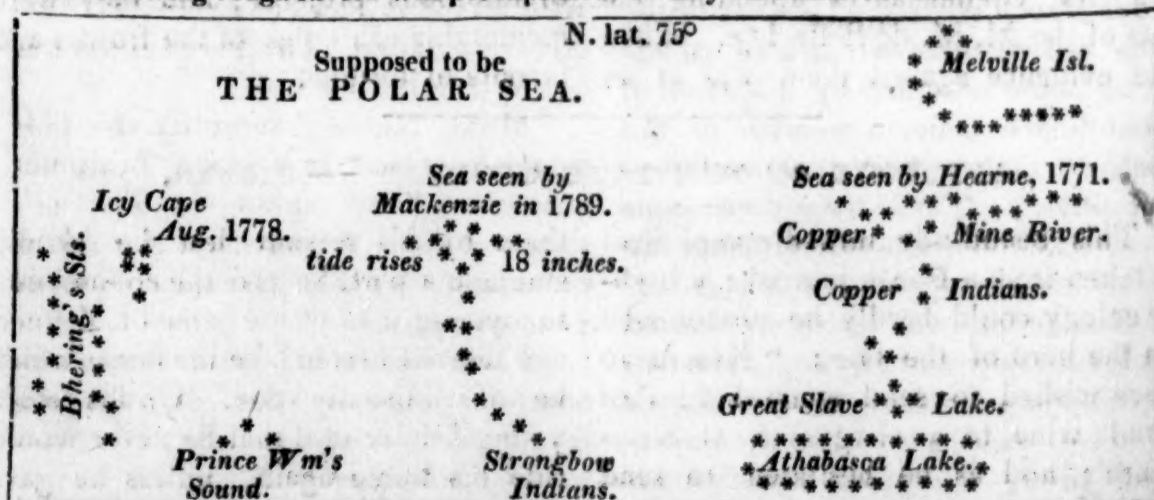 N. lat, 75°
Supposed to be
THE POLAR SEA.
Melville Isl.
Sea seen by
Mackenzie in 1789.
Sea seen by Hearne, 1771.
Icy Cape
Aug. 1778.
Copper Mine River.
tide rises 18 inches.
Copper Indians.
Bhering,s Sts.
Great Slave Lake.
Prince Wm's
Sound.
Strongbow
Indians.
Athabasca Lake.